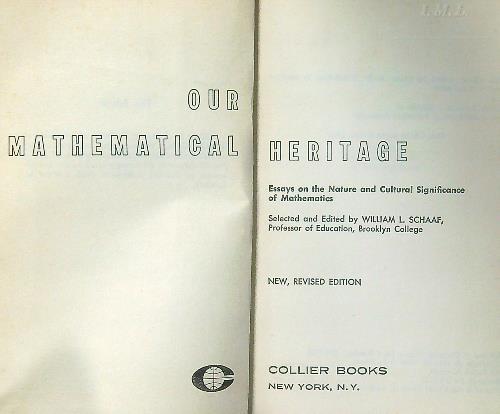 I.M.L.
OUR
MATHEMATICAL HERITAGE
Essays on the Nature and Cultural Significance
of Mathematics
Selected and Edited by WILLIAM L. SCHAAF,
Professor of Education, Brooklyn College
NEW, REVISED EDITION
COLLIER BOOKS
NEW YORK, N.Y.